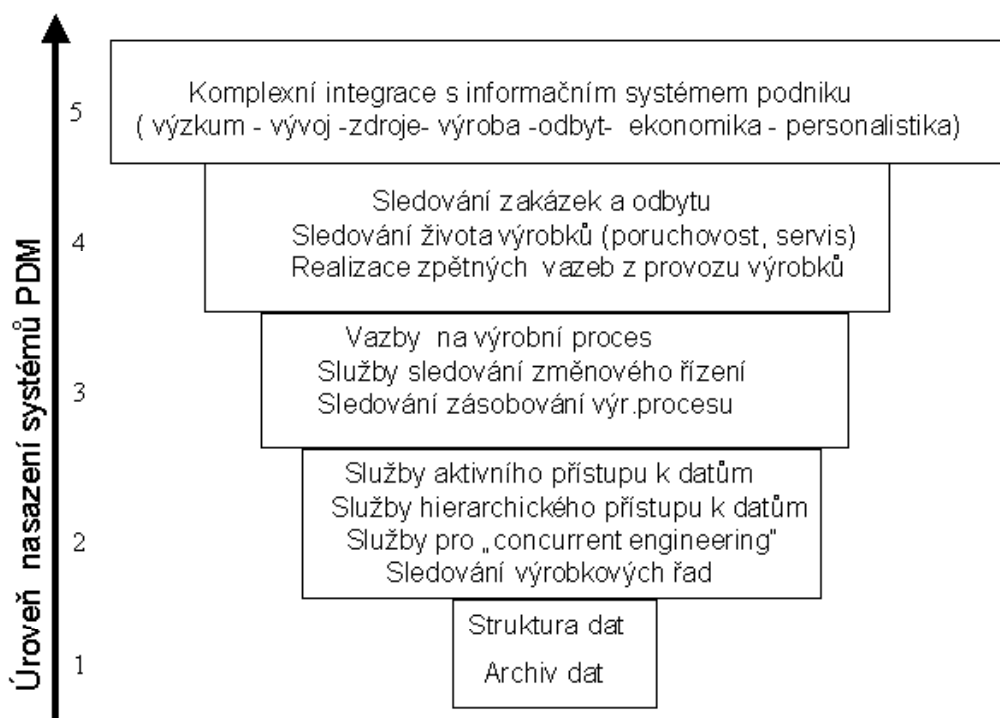 Úroveň nasazení systémů PDM
5
Komplexní integrace s informačním systémem podniku
( výzkum - vývoj -zdroje- výroba -odbyt- ekonomika - personalistika)
4
Sledování zakázek a odbytu
Sledování života výrobků (poruchovost, servis)
Realizace zpětných vazeb z provozu výrobků
3
Vazby na výrobní proces
Služby sledování změnového řízení
Sledování zásobování výr.procesu
2
Služby aktivního přístupu k datům
Služby hierarchického přístupu k datům
Služby pro „concurrent engineering"
Sledování výrobkových řad
1
Struktura dat
Archiv dat